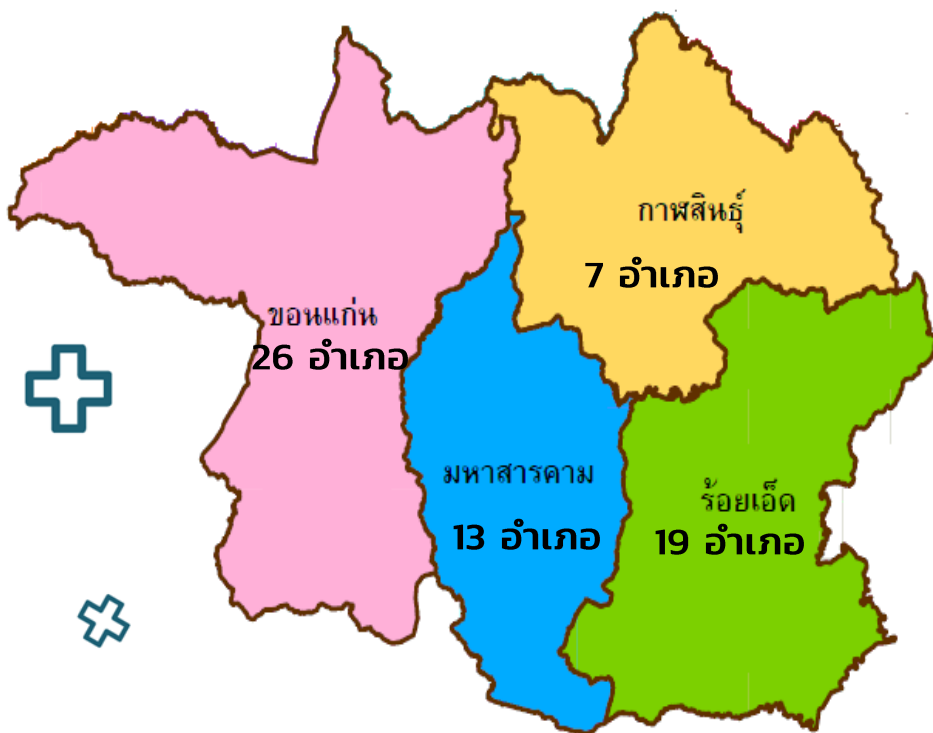 กาฬสินธุ์
7 อำเภอ
ขอนแก่น
26 อำเภอ
มหาสารคาม
13 อำเภอ
ร้อยเอ็ด
19 อำเภอ